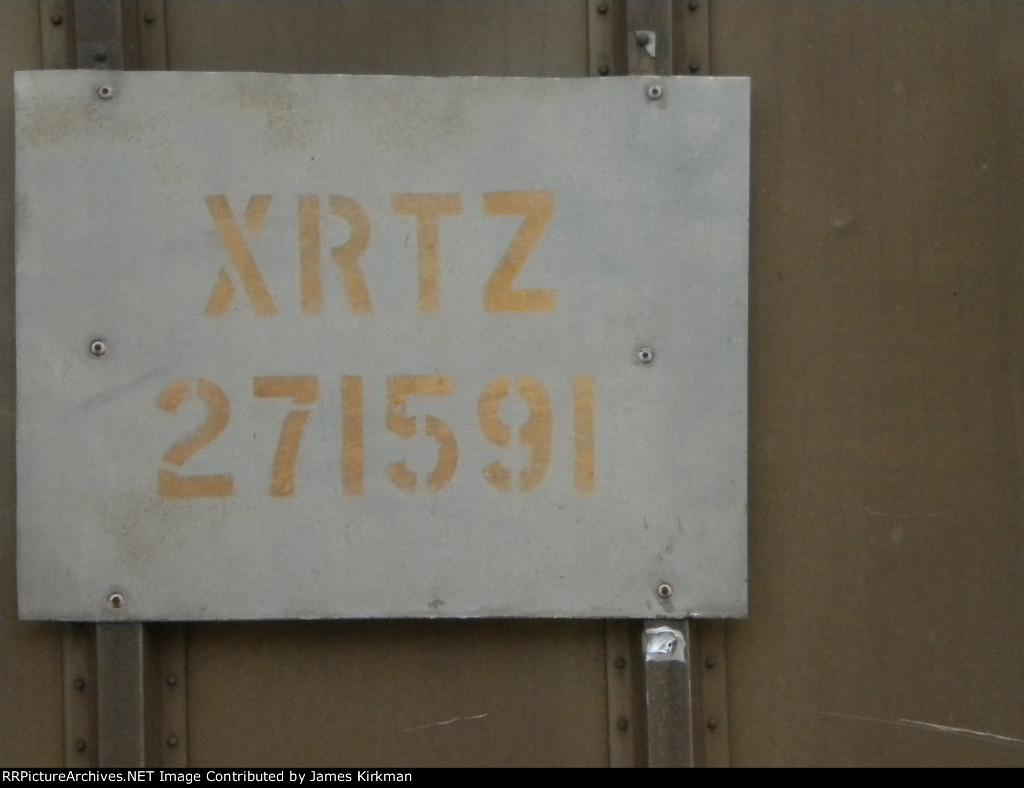 XRTZ
271591
RRPictureArchives.NET Image Contributed by James Kirkman